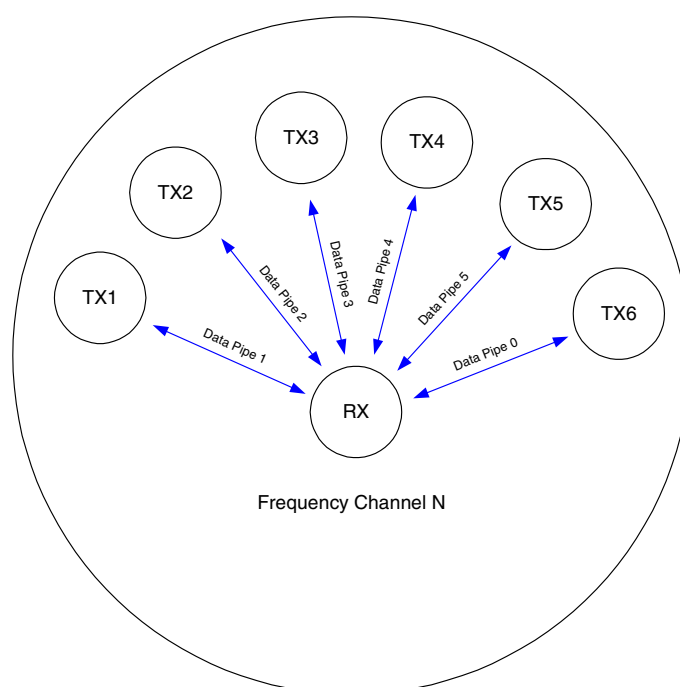 TX1
TX2
TX3
TX4
TX5
TX6
Data Pipe 1
Data Pipe 2
Data Pipe 3
Data Pipe 4
Data Pipe 5
Data Pipe 0
RX
Frequency Channel N